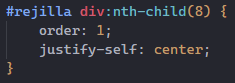 #rejilla div:nth-child(8) {
    order: 1;
    justify-self: center;
}